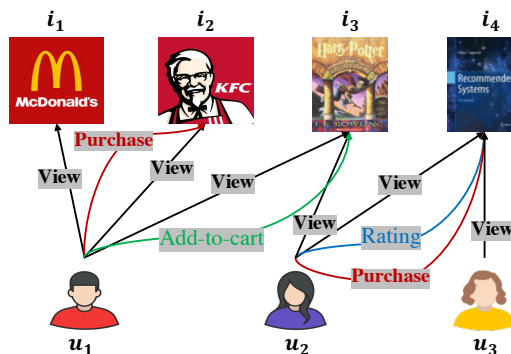 i₁ i₂ i₃ i₄
McDonald's
KFC
Harry Potter
J. K. ROWLING
Recommender
Systems
Purchase
View View View View Rating View View
Add-to-cart
Purchase
u₁ u₂ u₃